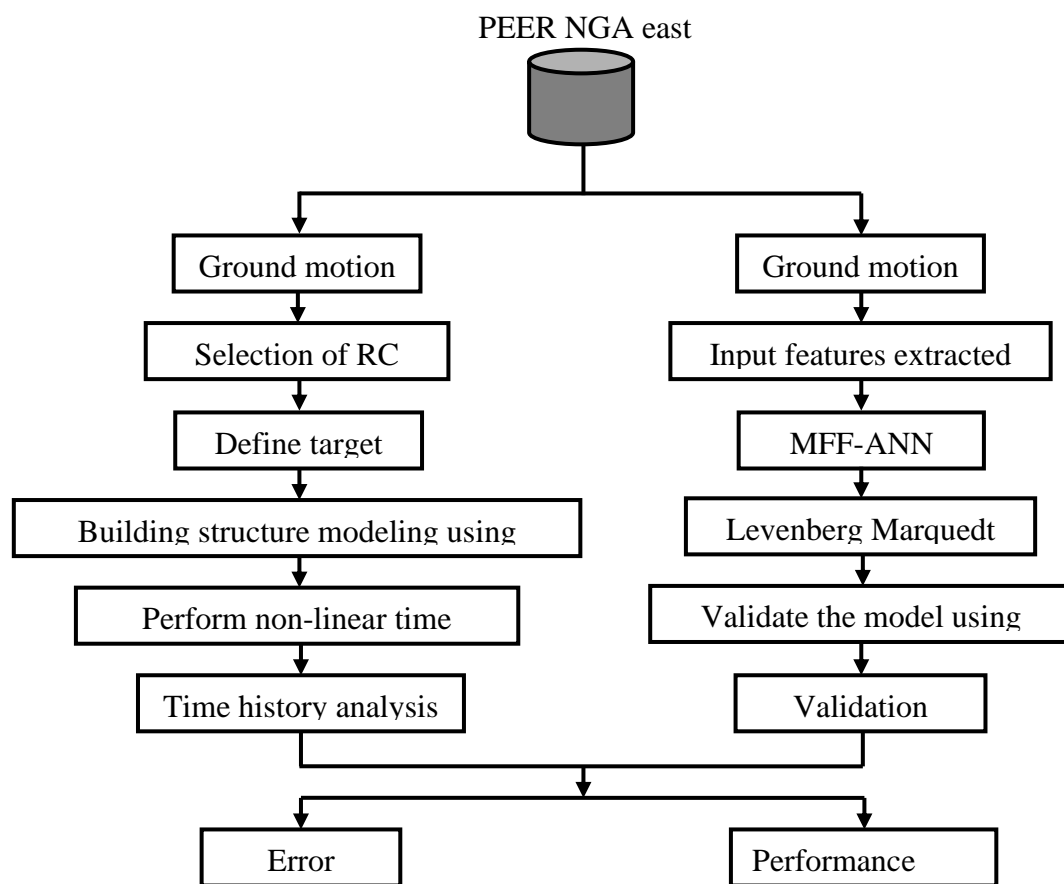 PEER NGA east
Ground motion
Selection of RC
Define target
Building structure modeling using
Perform non-linear time
Time history analysis
Ground motion
Input features extracted
MFF-ANN
Levenberg Marquedt
Validate the model using
Validation
Error
Performance